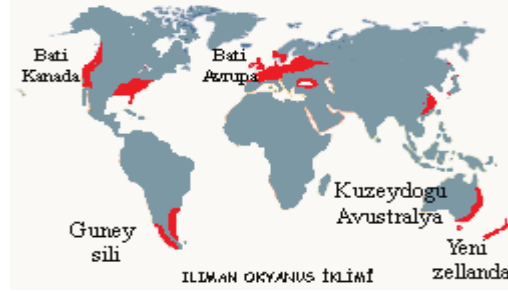 Bati
Kanada
Bati
Avrupa
Kuzeydogu
Avustralya
Guney
sili
Yeni
zellanda
ILIMAN OKYANUS İKLİMİ